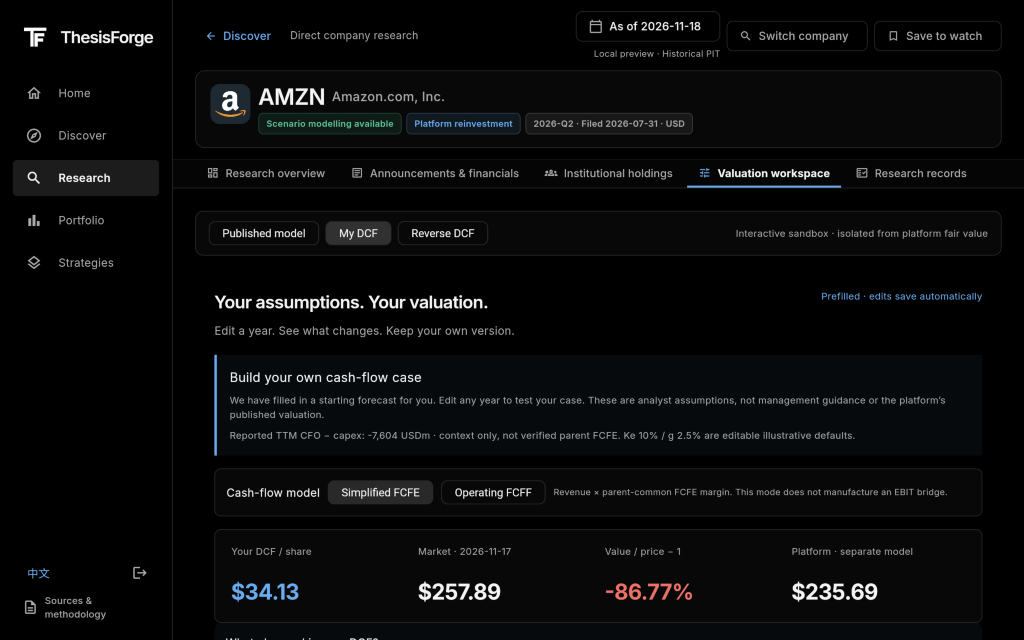 ThesisForge
Home
Discover
Research
Portfolio
Strategies
中文
Sources &
methodology
← Discover
Direct company research
As of 2026-11-18
Local preview · Historical PIT
Switch company
Save to watch
AMZN Amazon.com, Inc.
Scenario modelling available
Platform reinvestment
2026-Q2 · Filed 2026-07-31 · USD
Research overview
Announcements & financials
Institutional holdings
Valuation workspace
Research records
Published model
My DCF
Reverse DCF
Interactive sandbox · isolated from platform fair value
Your assumptions. Your valuation.
Prefilled · edits save automatically
Edit a year. See what changes. Keep your own version.
Build your own cash-flow case
We have filled in a starting forecast for you. Edit any year to test your case. These are analyst assumptions, not management guidance or the platform's
published valuation.
Reported TTM CFO − capex: -7,604 USDm · context only, not verified parent FCFE. Ke 10% / g 2.5% are editable illustrative defaults.
Cash-flow model
Simplified FCFE
Operating FCFF
Revenue × parent-common FCFE margin. This mode does not manufacture an EBIT bridge.
Your DCF / share
$34.13
Market · 2026-11-17
$257.89
Value / price − 1
-86.77%
Platform · separate model
$235.69